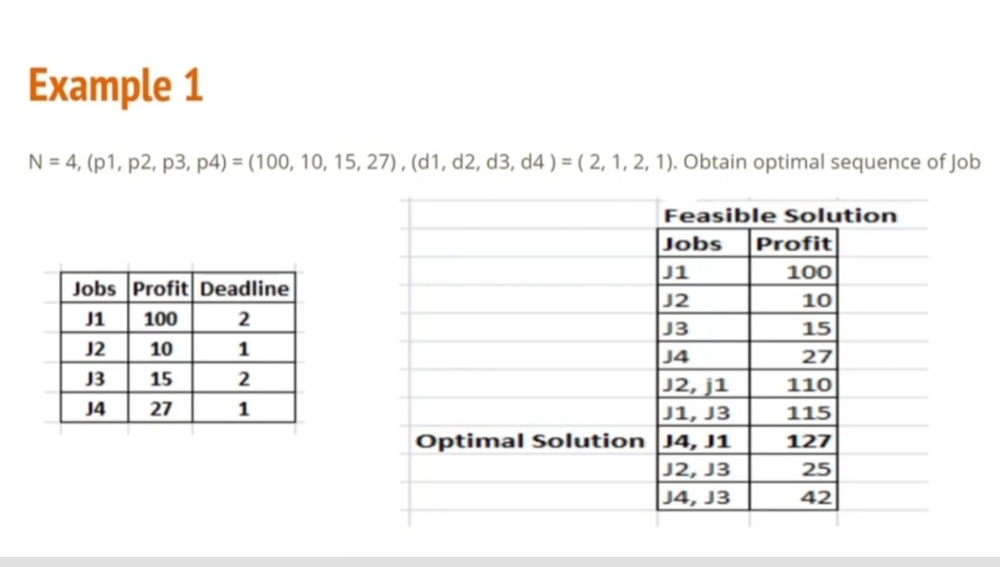 Example 1
N = 4, (p1, p2, p3, p4) = (100, 10, 15, 27) , (d1, d2, d3, d4 ) = ( 2, 1, 2, 1). Obtain optimal sequence of Job
Jobs Profit Deadline
J1 100 2
J2 10 1
J3 15 2
J4 27 1
Feasible Solution
Jobs Profit
J1 100
J2 10
J3 15
J4 27
J2, j1 110
J1, J3 115
Optimal Solution J4, J1 127
J2, J3 25
J4, J3 42